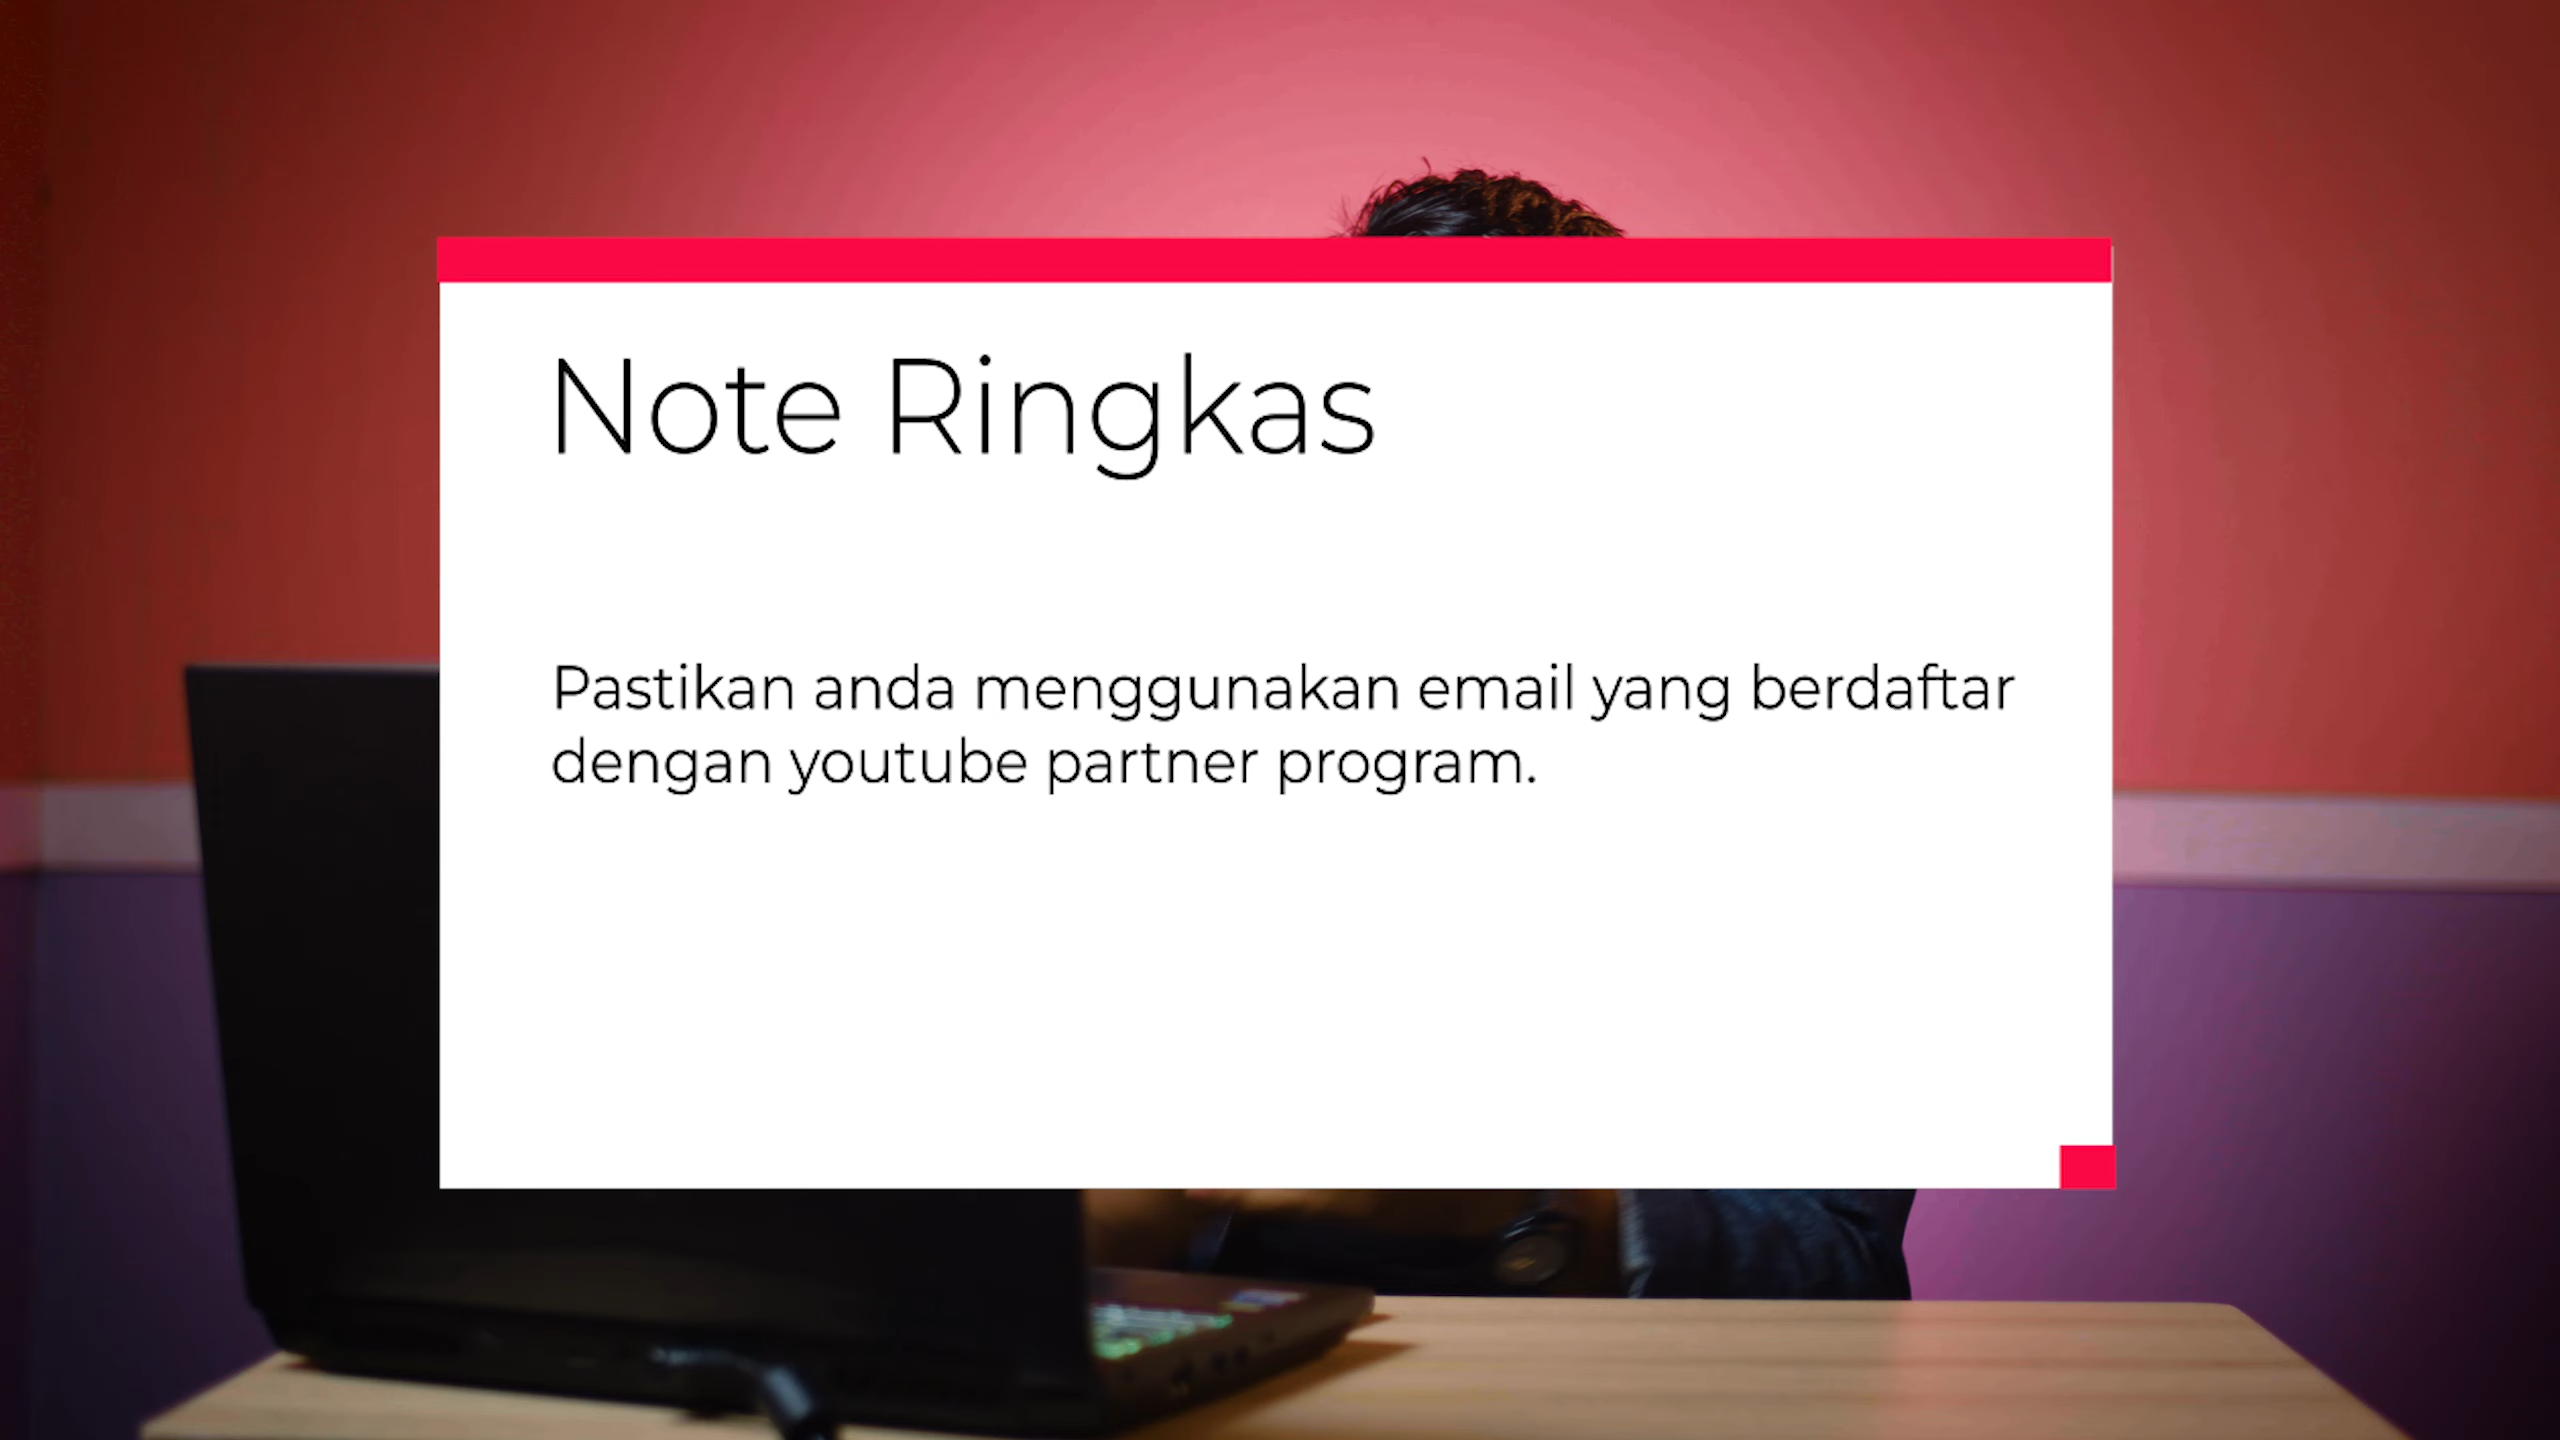 Note Ringkas
Pastikan anda menggunakan email yang berdaftar
dengan youtube partner program.